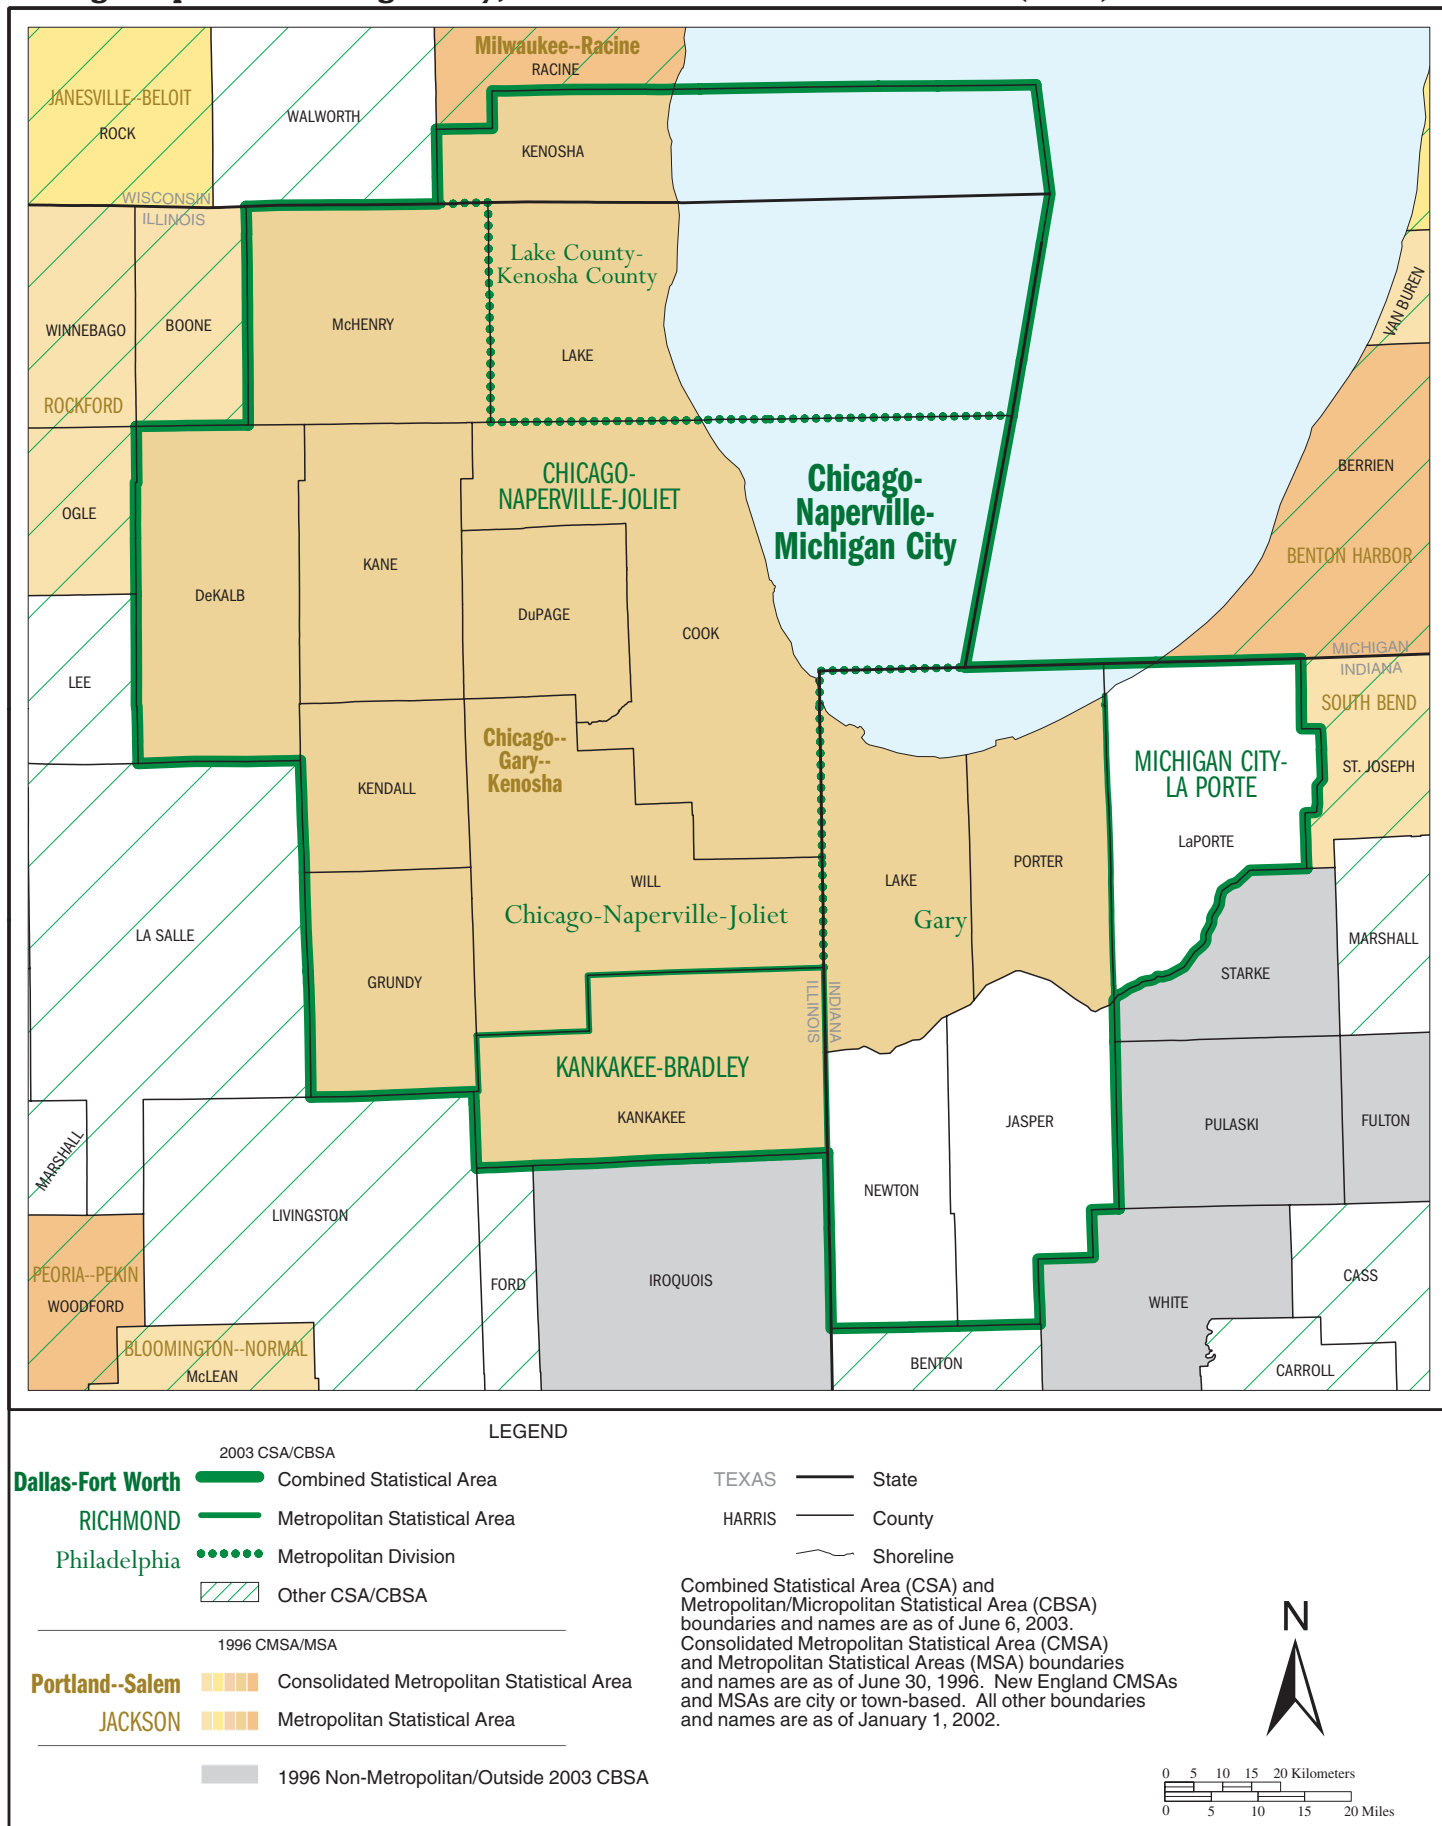 Milwaukee--Racine
RACINE
JANESVILLE--BELOIT
ROCK
WALWORTH
KENOSHA
WISCONSIN
ILLINOIS
Lake County-
Kenosha County
WINNEBAGO
BOONE
McHENRY
LAKE
VAN BUREN
ROCKFORD
CHICAGO-
NAPERVILLE-JOLIET
Chicago-
Naperville-
Michigan City
BERRIEN
OGLE
BENTON HARBOR
KANE
DeKALB
DuPAGE
COOK
MICHIGAN
INDIANA
LEE
SOUTH BEND
Chicago--
Gary--
Kenosha
MICHIGAN CITY-
LA PORTE
ST. JOSEPH
KENDALL
LaPORTE
PORTER
WILL
LAKE
Chicago-Naperville-Joliet
Gary
LA SALLE
MARSHALL
STARKE
GRUNDY
ILLINOIS
INDIANA
KANKAKEE-BRADLEY
KANKAKEE
JASPER
PULASKI
FULTON
MARSHALL
NEWTON
LIVINGSTON
PEORIA--PEKIN
WOODFORD
FORD
IROQUOIS
CASS
WHITE
BLOOMINGTON--NORMAL
McLEAN
BENTON
CARROLL
LEGEND
2003 CSA/CBSA
Dallas-Fort Worth Combined Statistical Area
RICHMOND Metropolitan Statistical Area
Philadelphia Metropolitan Division
Other CSA/CBSA
1996 CMSA/MSA
Portland--Salem Consolidated Metropolitan Statistical Area
JACKSON Metropolitan Statistical Area
1996 Non-Metropolitan/Outside 2003 CBSA
TEXAS State
HARRIS County
Shoreline
Combined Statistical Area (CSA) and
Metropolitan/Micropolitan Statistical Area (CBSA)
boundaries and names are as of June 6, 2003.
Consolidated Metropolitan Statistical Area (CMSA)
and Metropolitan Statistical Areas (MSA) boundaries
and names are as of June 30, 1996. New England CMSAs
and MSAs are city or town-based. All other boundaries
and names are as of January 1, 2002.
N
0 5 10 15 20 Kilometers
0 5 10 15 20 Miles